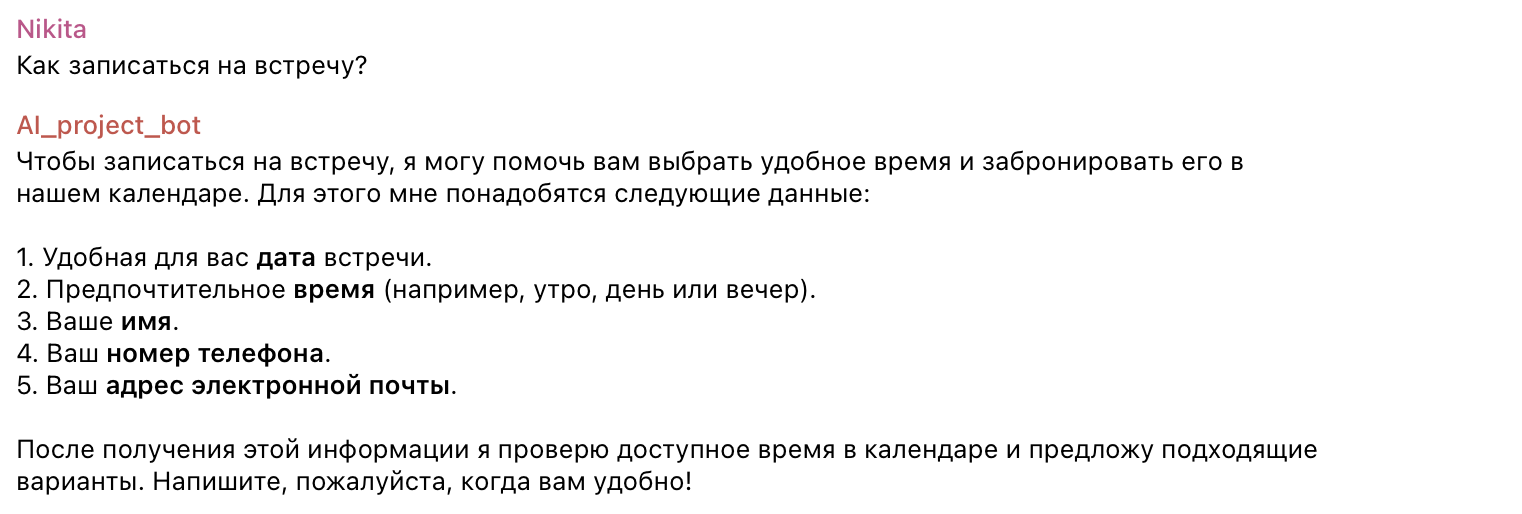 Nikita
Как записаться на встречу?
AI_project_bot
Чтобы записаться на встречу, я могу помочь вам выбрать удобное время и забронировать его в
нашем календаре. Для этого мне понадобятся следующие данные:
1. Удобная для вас дата встречи.
2. Предпочтительное время (например, утро, день или вечер).
3. Ваше имя.
4. Ваш номер телефона.
5. Ваш адрес электронной почты.
После получения этой информации я проверю доступное время в календаре и предложу подходящие
варианты. Напишите, пожалуйста, когда вам удобно!